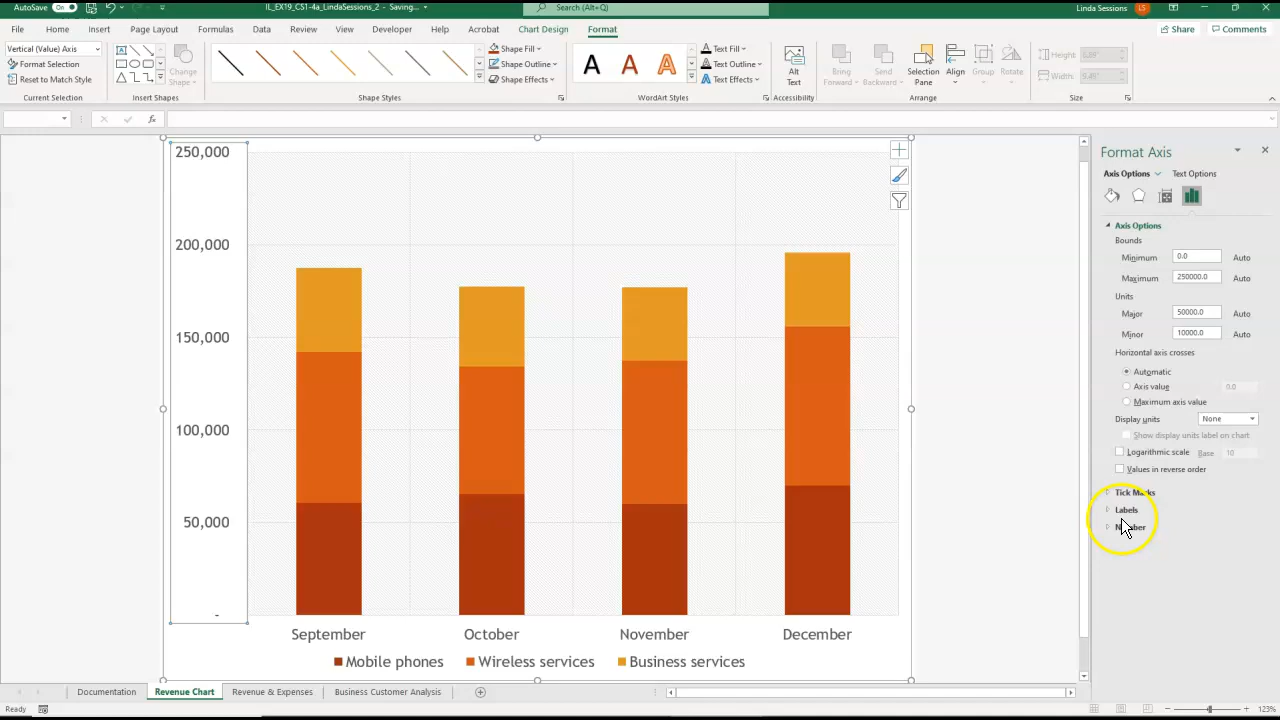 AutoSave On
IL_EX19_CS1-4a_LindaSessions_2 - Saving...
Search (Alt+Q)
Linda Sessions LS
File Home Insert Page Layout Formulas Data Review View Developer Help Acrobat Chart Design Format
Share Comments
Vertical (Value) Axis
Format Selection
Reset to Match Style
Current Selection
Change
Shape
Insert Shapes
Shape Fill
Shape Outline
Shape Effects
Shape Styles
A A A
Text Fill
Text Outline
Text Effects
WordArt Styles
Alt
Text
Accessibility
Bring
Forward
Send
Backward
Selection
Pane
Align
Group
Rotate
Arrange
Height:
Width:
Size
fx
250,000
200,000
150,000
100,000
50,000
-
September October November December
Mobile phones Wireless services Business services
Format Axis
Axis Options Text Options
Axis Options
Bounds
Minimum 0.0 Auto
Maximum 250000.0 Auto
Units
Major 50000.0 Auto
Minor 10000.0 Auto
Horizontal axis crosses
Automatic
Axis value 0.0
Maximum axis value
Display units None
Show display units label on chart
Logarithmic scale Base 10
Values in reverse order
Tick Marks
Labels
Number
Documentation Revenue Chart Revenue & Expenses Business Customer Analysis
Ready
123%